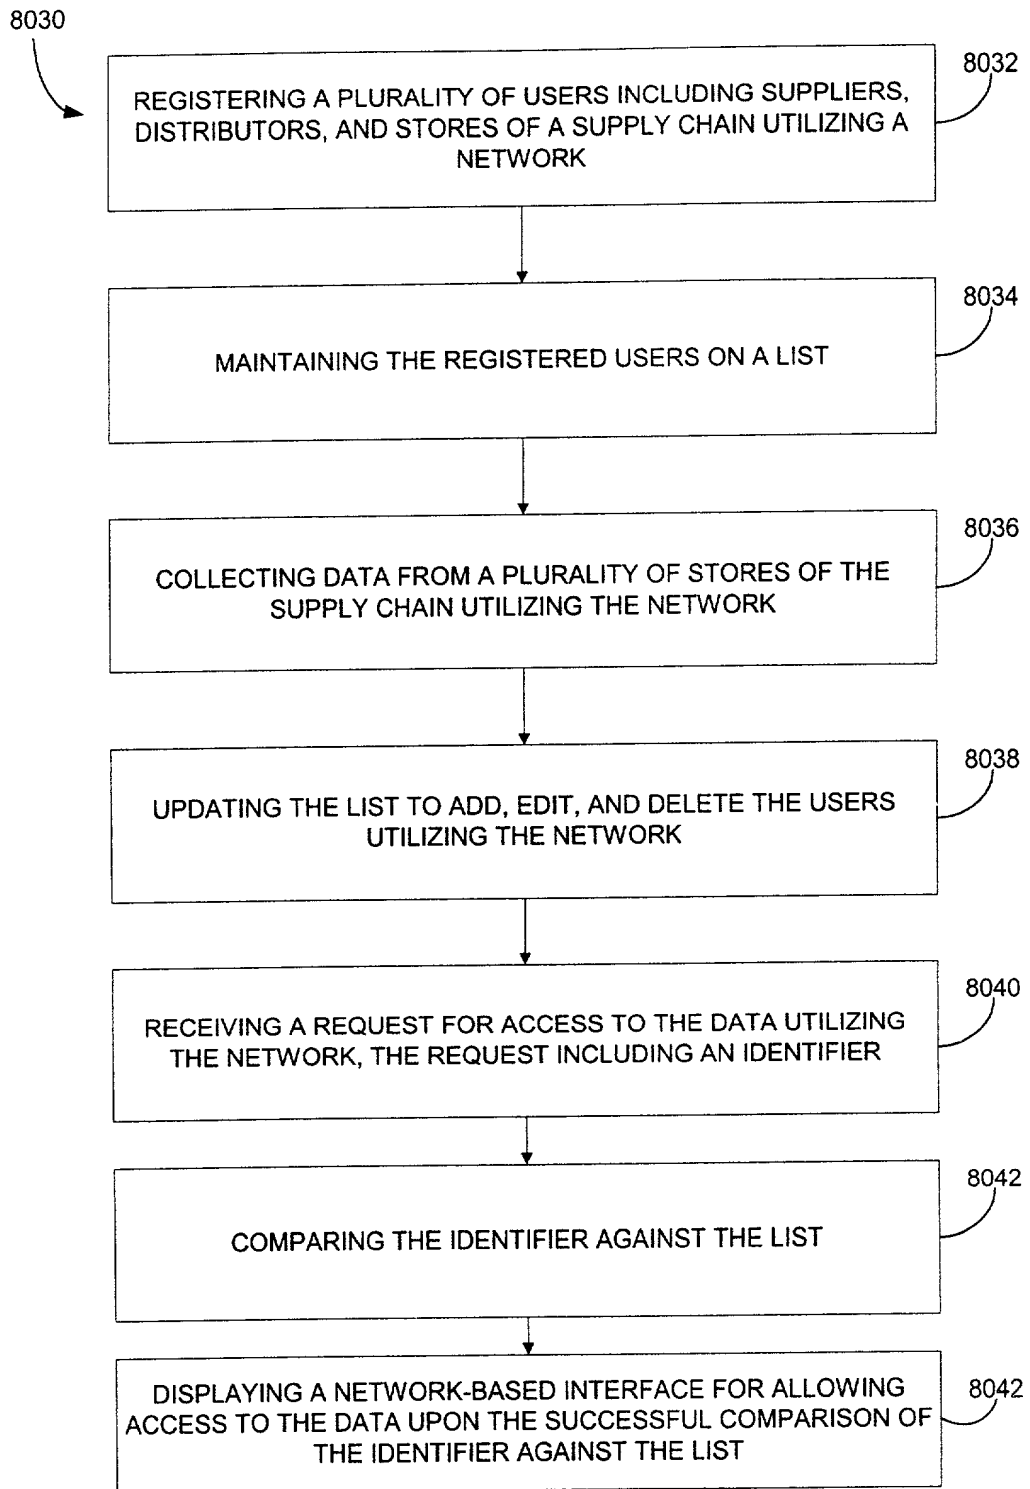 8030
8032
REGISTERING A PLURALITY OF USERS INCLUDING SUPPLIERS,
DISTRIBUTORS, AND STORES OF A SUPPLY CHAIN UTILIZING A
NETWORK
8034
MAINTAINING THE REGISTERED USERS ON A LIST
8036
COLLECTING DATA FROM A PLURALITY OF STORES OF THE
SUPPLY CHAIN UTILIZING THE NETWORK
8038
UPDATING THE LIST TO ADD, EDIT, AND DELETE THE USERS
UTILIZING THE NETWORK
8040
RECEIVING A REQUEST FOR ACCESS TO THE DATA UTILIZING
THE NETWORK, THE REQUEST INCLUDING AN IDENTIFIER
8042
COMPARING THE IDENTIFIER AGAINST THE LIST
8042
DISPLAYING A NETWORK-BASED INTERFACE FOR ALLOWING
ACCESS TO THE DATA UPON THE SUCCESSFUL COMPARISON OF
THE IDENTIFIER AGAINST THE LIST